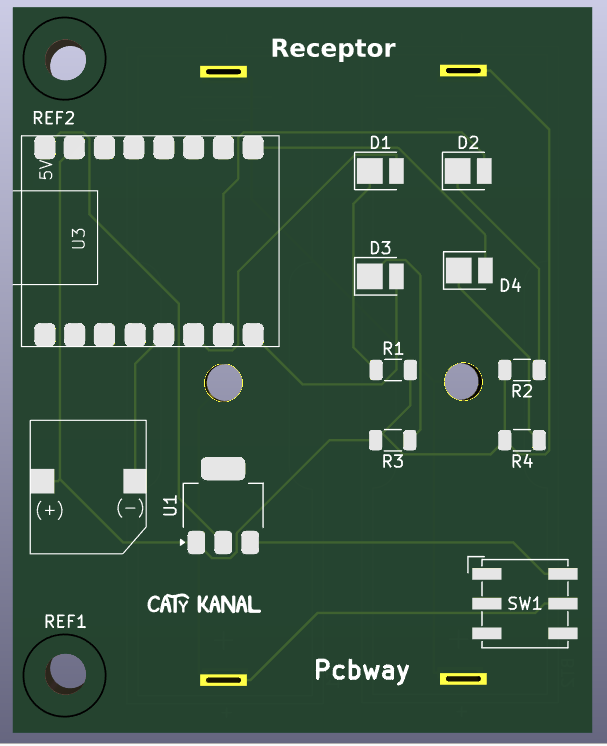 Receptor
REF2
D1
D2
5V
U3
D3
D4
R1
R2
R3
R4
(+)
(-)
U1
CATY KANAL
SW1
REF1
Pcbway